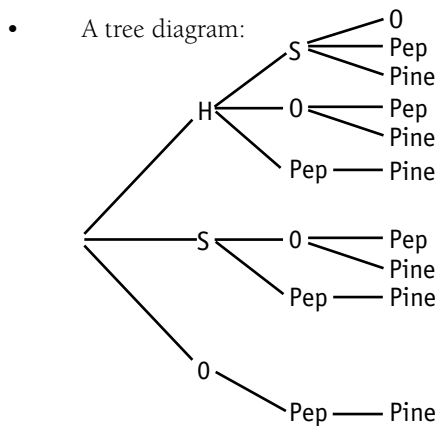 • A tree diagram:
O
S Pep
Pine
H O Pep
Pine
Pep Pine
S O Pep
Pine
Pep Pine
O
Pep Pine